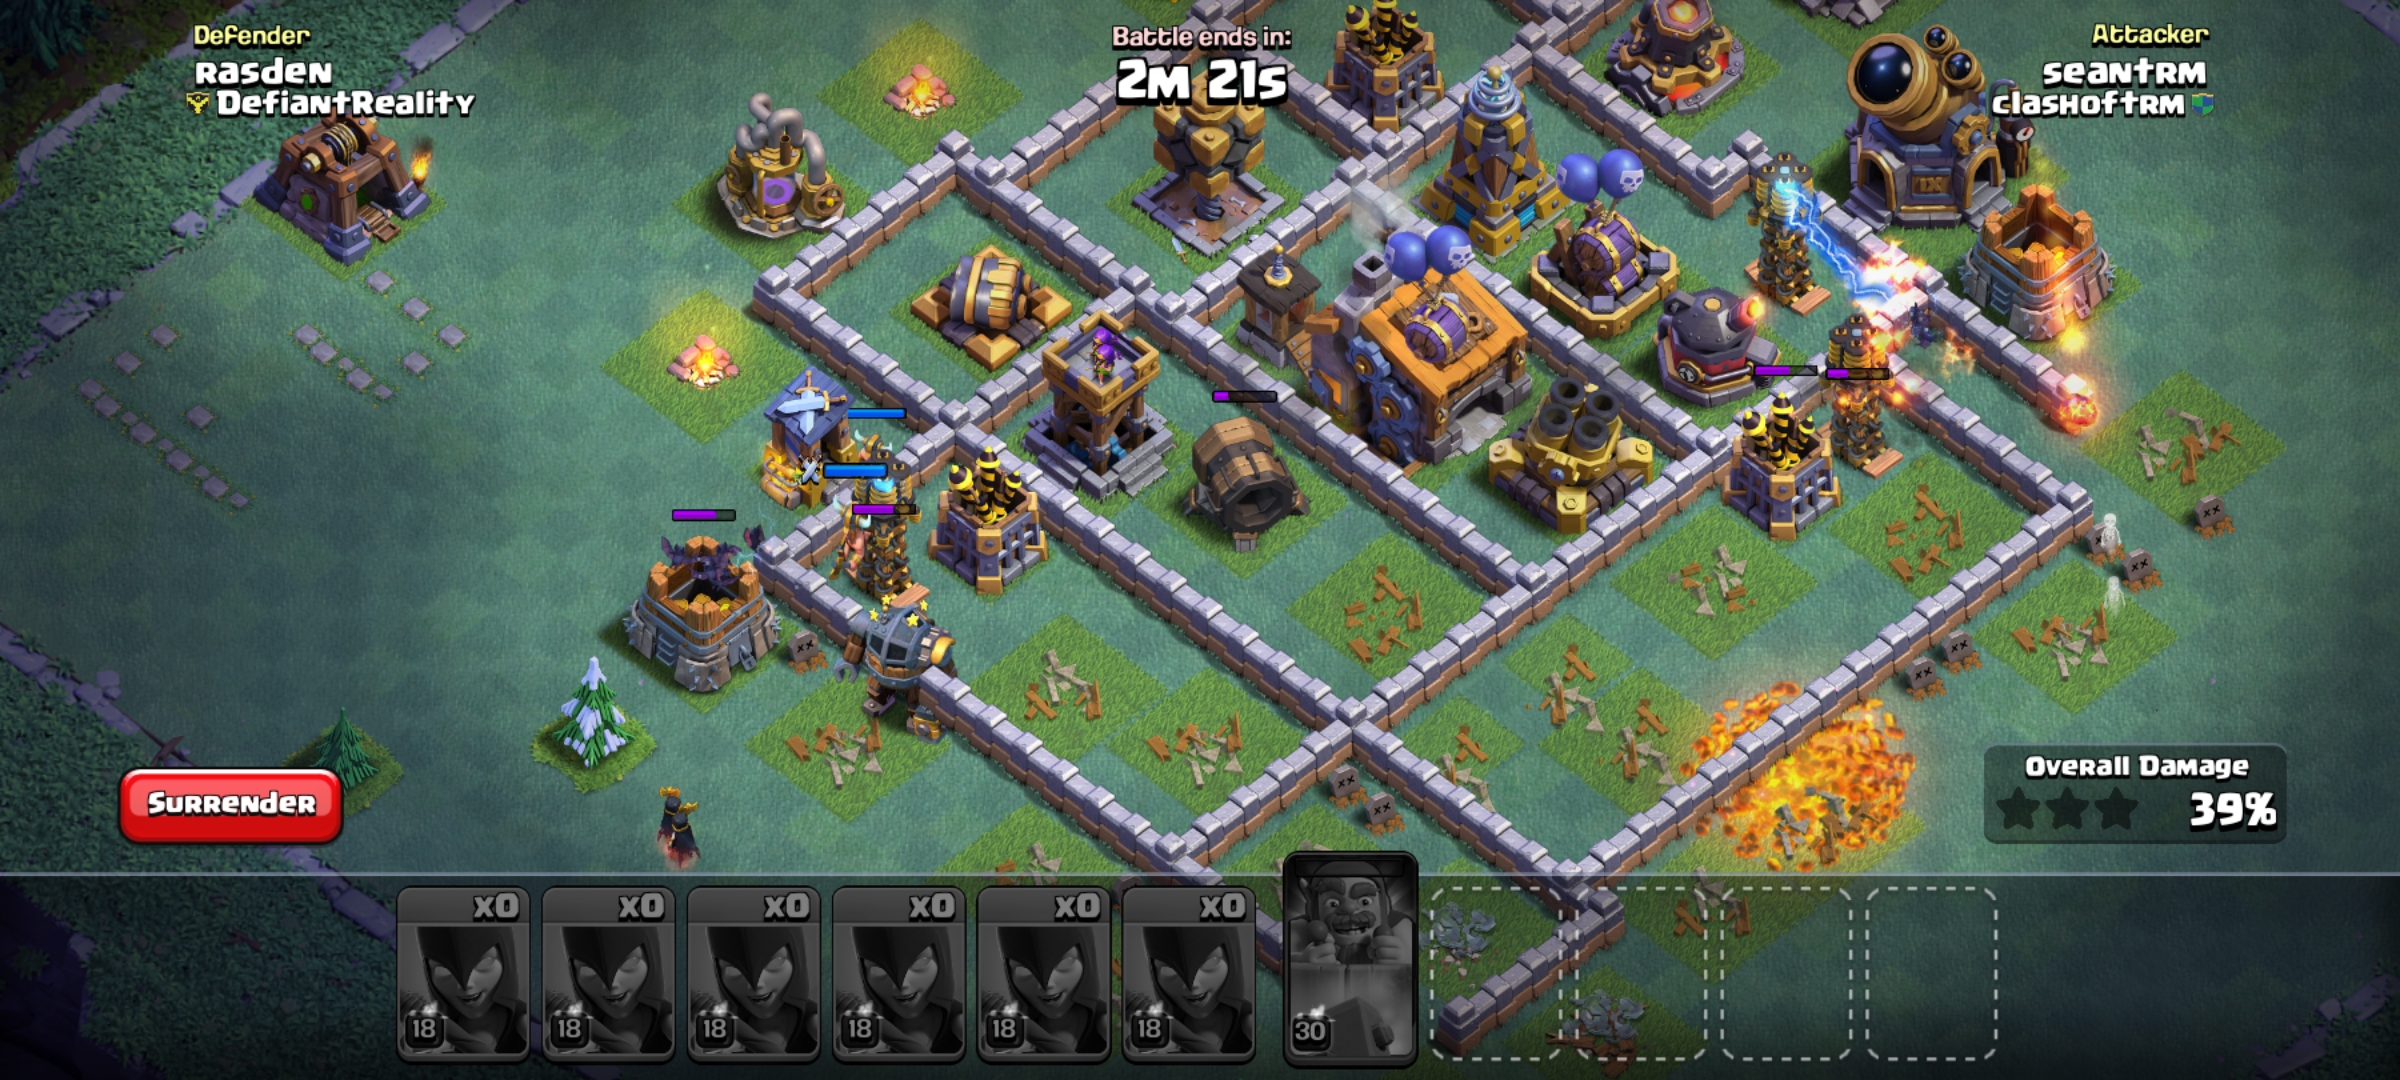 Defender
Rasden
DefiantReality
Battle ends in:
2M 21s
Attacker
seantRM
clashoftRM
IX
Surrender
Overall Damage
39%
x0
x0
x0
x0
x0
x0
18
18
18
18
18
18
30